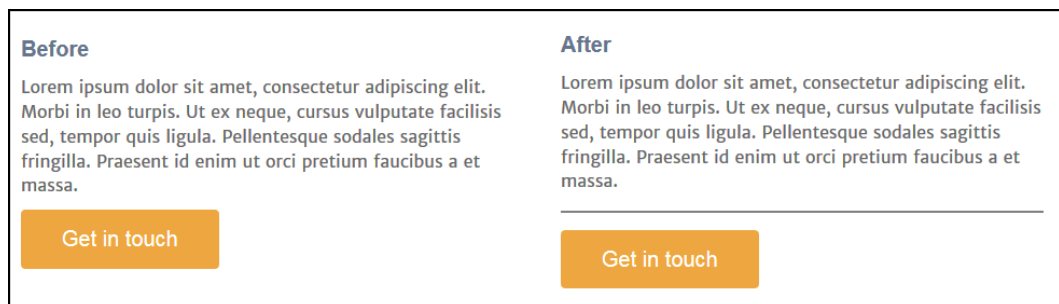 Before
Lorem ipsum dolor sit amet, consectetur adipiscing elit.
Morbi in leo turpis. Ut ex neque, cursus vulputate facilisis
sed, tempor quis ligula. Pellentesque sodales sagittis
fringilla. Praesent id enim ut orci pretium faucibus a et
massa.
Get in touch
After
Lorem ipsum dolor sit amet, consectetur adipiscing elit.
Morbi in leo turpis. Ut ex neque, cursus vulputate facilisis
sed, tempor quis ligula. Pellentesque sodales sagittis
fringilla. Praesent id enim ut orci pretium faucibus a et
massa.
Get in touch